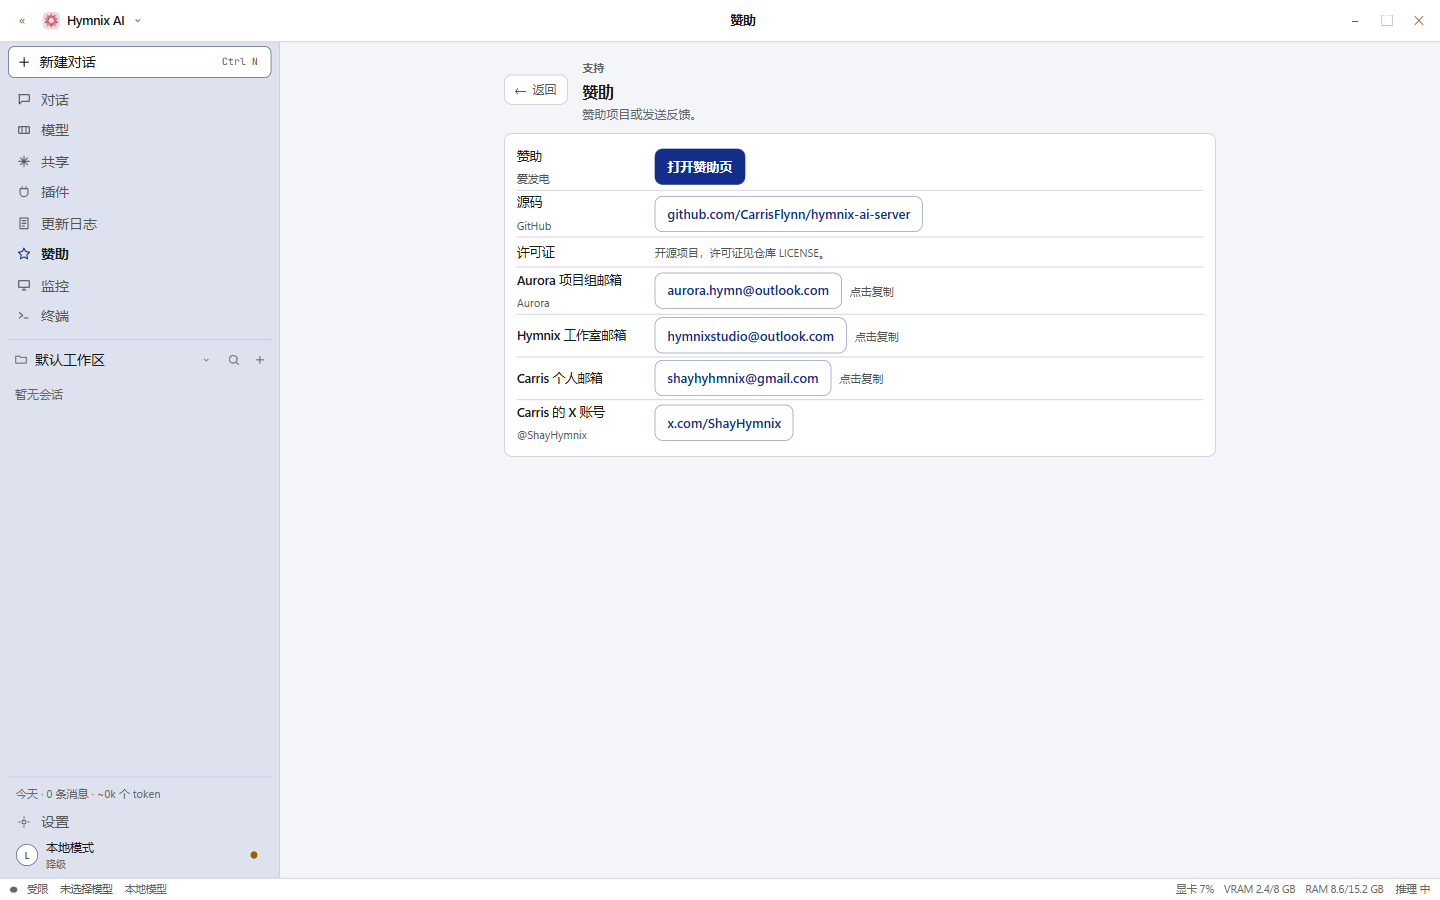 «
Hymnix AI
赞助
新建对话
Ctrl N
对话
模型
共享
插件
更新日志
赞助
监控
终端
默认工作区
暂无会话
今天 · 0 条消息 · ~0k 个 token
设置
L
本地模式
降级
支持
← 返回
赞助
赞助项目或发送反馈。
赞助
爱发电
打开赞助页
源码
GitHub
github.com/CarrisFlynn/hymnix-ai-server
许可证
开源项目，许可证见仓库 LICENSE。
Aurora 项目组邮箱
Aurora
aurora.hymn@outlook.com
点击复制
Hymnix 工作室邮箱
hymnixstudio@outlook.com
点击复制
Carris 个人邮箱
shayhyhmnix@gmail.com
点击复制
Carris 的 X 账号
@ShayHymnix
x.com/ShayHymnix
受限 未选择模型 本地模型
显卡 7% VRAM 2.4/8 GB RAM 8.6/15.2 GB 推理 中